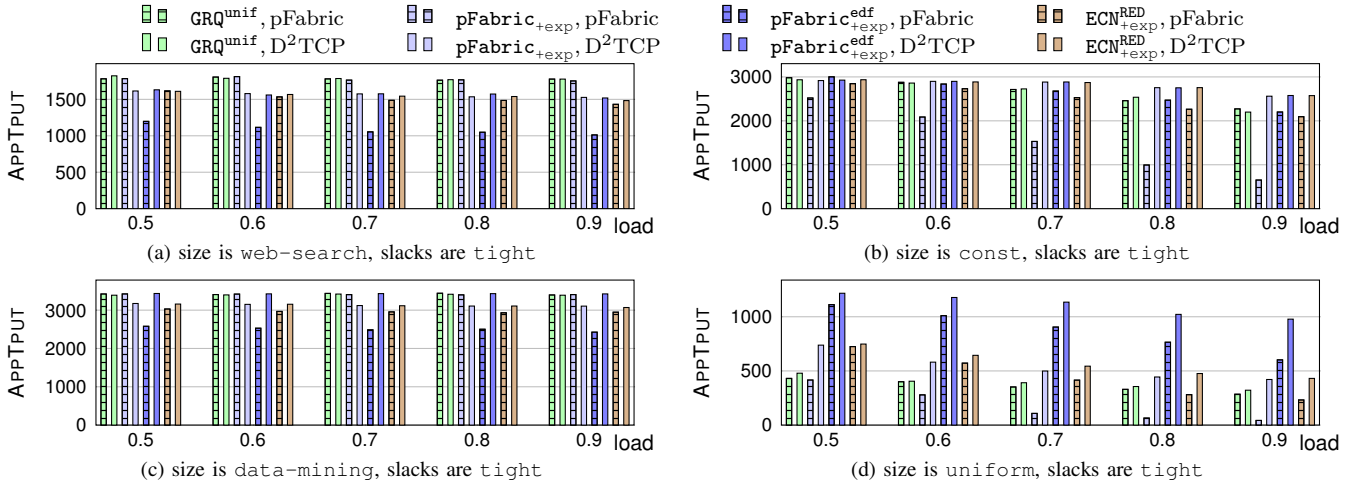 GRQ^unif, pFabric pFabric_+exp, pFabric pFabric^edf_+exp, pFabric ECN^RED_+exp, pFabric
GRQ^unif, D²TCP pFabric_+exp, D²TCP pFabric^edf_+exp, D²TCP ECN^RED_+exp, D²TCP
APPTPUT
1500
1000
500
0
0.5 0.6 0.7 0.8 0.9 load
(a) size is web-search, slacks are tight
APPTPUT
3000
2000
1000
0
0.5 0.6 0.7 0.8 0.9 load
(b) size is const, slacks are tight
APPTPUT
3000
2000
1000
0
0.5 0.6 0.7 0.8 0.9 load
(c) size is data-mining, slacks are tight
APPTPUT
1000
500
0
0.5 0.6 0.7 0.8 0.9 load
(d) size is uniform, slacks are tight